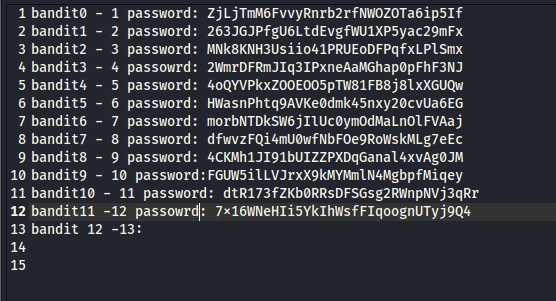 1 bandit0 - 1 password: ZjLjTmM6FvvyRnrb2rfNWOZOTa6ip5If
2 bandit1 - 2 password: 263JGJPfgU6LtdEvgfWU1XP5yac29mFx
3 bandit2 - 3 password: MNk8KNH3Usiio41PRUEoDFPqfxLPlSmx
4 bandit3 - 4 password: 2WmrDFRmJIq3IPxneAaMGhap0pFhF3NJ
5 bandit4 - 5 password: 4oQYVPkxZOOEOO5pTW81FB8j8lxXGUQw
6 bandit5 - 6 password: HWasnPhtq9AVKe0dmk45nxy20cvUa6EG
7 bandit6 - 7 password: morbNTDkSW6jIlUc0ymOdMaLnOlFVAaj
8 bandit7 - 8 password: dfwvzFQi4mU0wfNbFOe9RoWskMLg7eEc
9 bandit8 - 9 password: 4CKMh1JI91bUIZZPXDqGanal4xvAg0JM
10 bandit9 - 10 password:FGUW5ilLVJrxX9kMYMmlN4MgbpfMiqey
11 bandit10 - 11 password: dtR173fZKb0RRsDFSGsg2RWnpNVj3qRr
12 bandit11 -12 passowrd: 7×16WNeHIi5YkIhWsfFIqoognUTyj9Q4
13 bandit 12 -13:
14
15